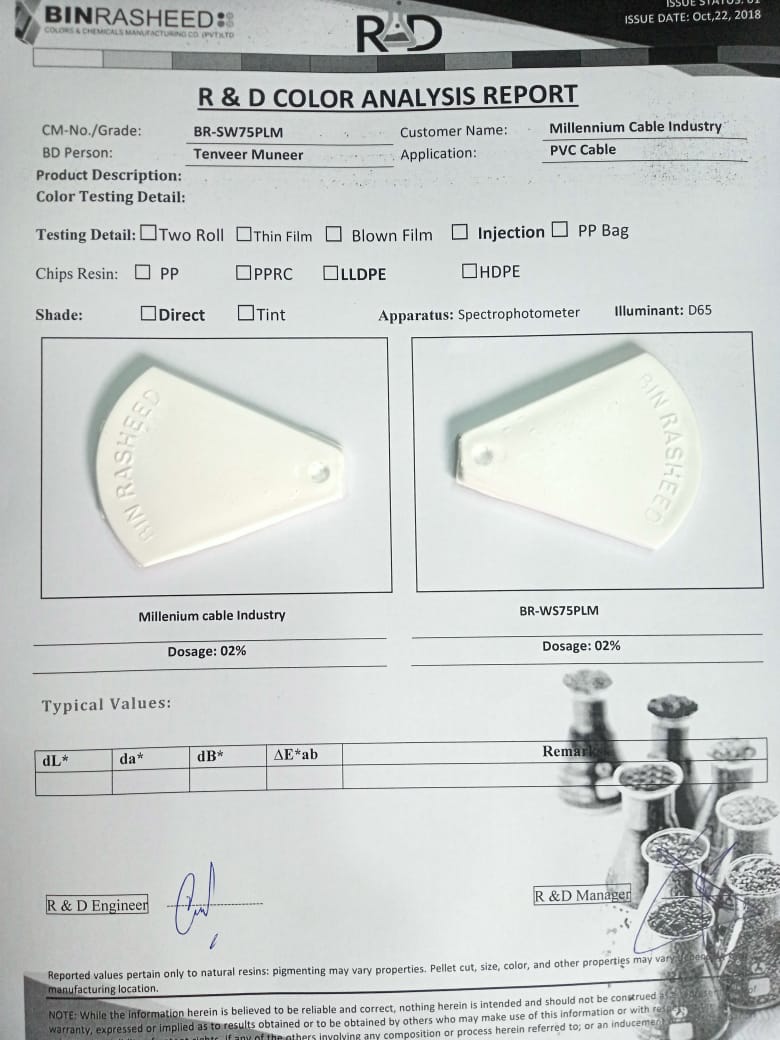 BINRASHEED
COLORS & CHEMICALS MANUFACTURING CO. (PVT) LTD
R&D
ISSUE STATUS: 01
ISSUE DATE: Oct,22, 2018
R & D COLOR ANALYSIS REPORT
CM-No./Grade: BR-SW75PLM Customer Name: Millennium Cable Industry
BD Person: Tenveer Muneer Application: PVC Cable
Product Description:
Color Testing Detail:
Testing Detail: ☐Two Roll ☐Thin Film ☐ Blown Film ☐ Injection ☐ PP Bag
Chips Resin: ☐ PP ☐PPRC ☐LLDPE ☐HDPE
Shade: ☐Direct ☐Tint Apparatus: Spectrophotometer Illuminant: D65
BIN RASHEED
BIN RASHEED
Millenium cable Industry BR-WS75PLM
Dosage: 02% Dosage: 02%
Typical Values:
dL* da* dB* ΔE*ab Remark
R & D Engineer R &D Manager
Reported values pertain only to natural resins: pigmenting may vary properties. Pellet cut, size, color, and other properties may vary
manufacturing location.
NOTE: While the information herein is believed to be reliable and correct, nothing herein is intended and should not be construed as
warranty, expressed or implied as to results obtained or to be obtained by others who may make use of this information or with
If any of the others involving any composition or process herein referred to; or an inducement